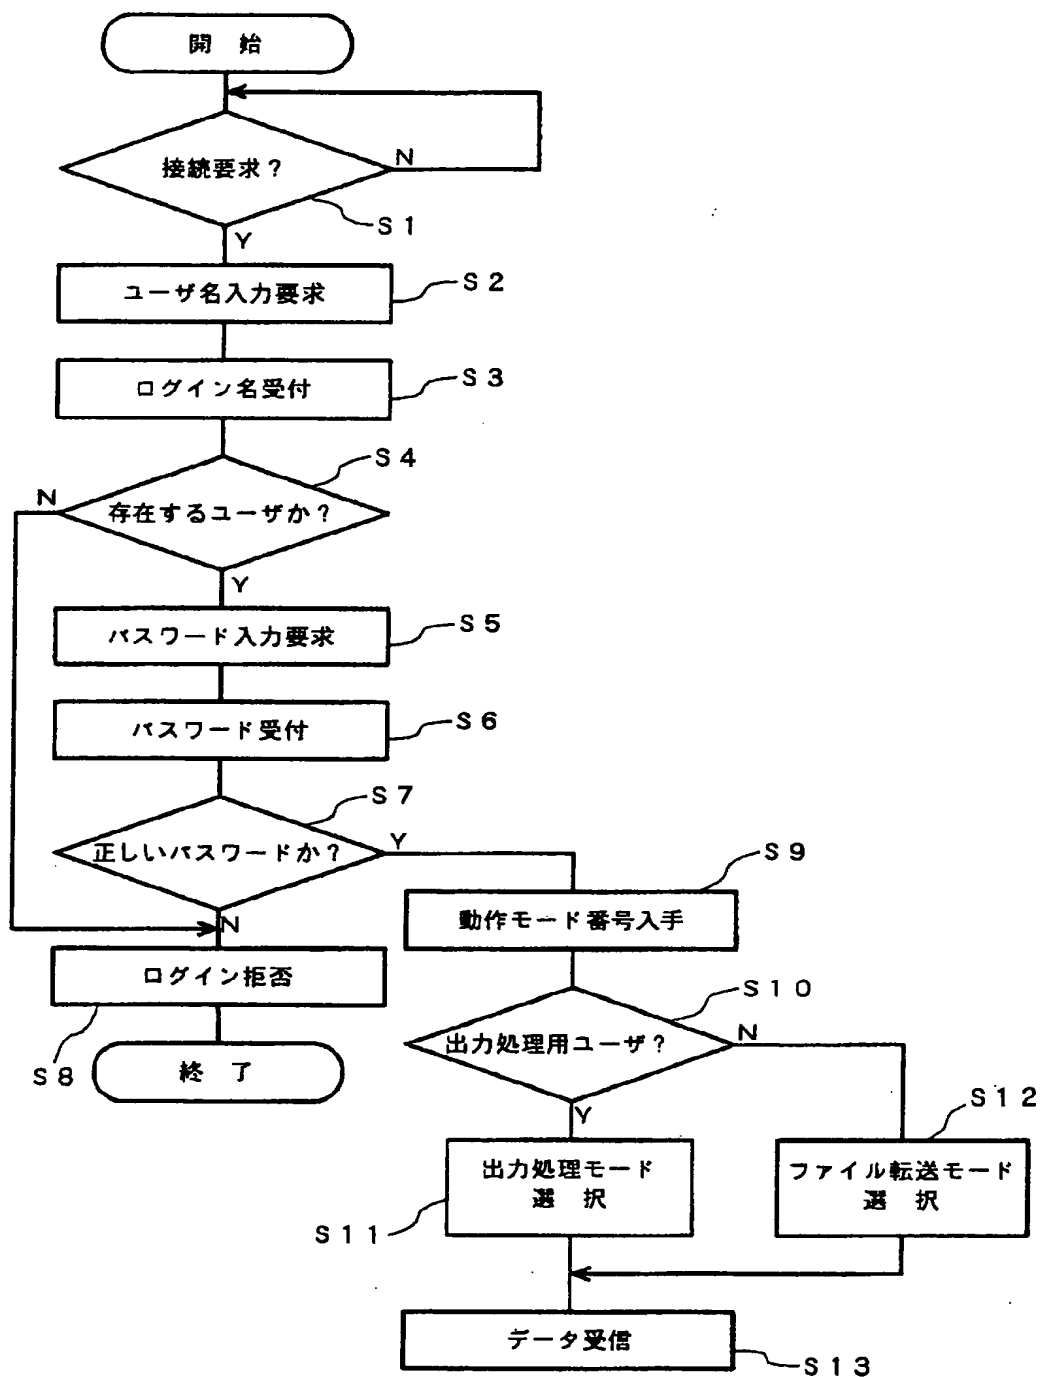 開 始
接続要求?
N
S1
Y
ユーザ名入力要求
S2
ログイン名受付
S3
S4
N
存在するユーザか?
Y
パスワード入力要求
S5
パスワード受付
S6
S7
正しいパスワードか?
Y
N
S9
動作モード番号入手
ログイン拒否
S8
終 了
S10
出力処理用ユーザ?
N
Y
S12
出力処理モード
選 択
S11
ファイル転送モード
選 択
データ受信
S13